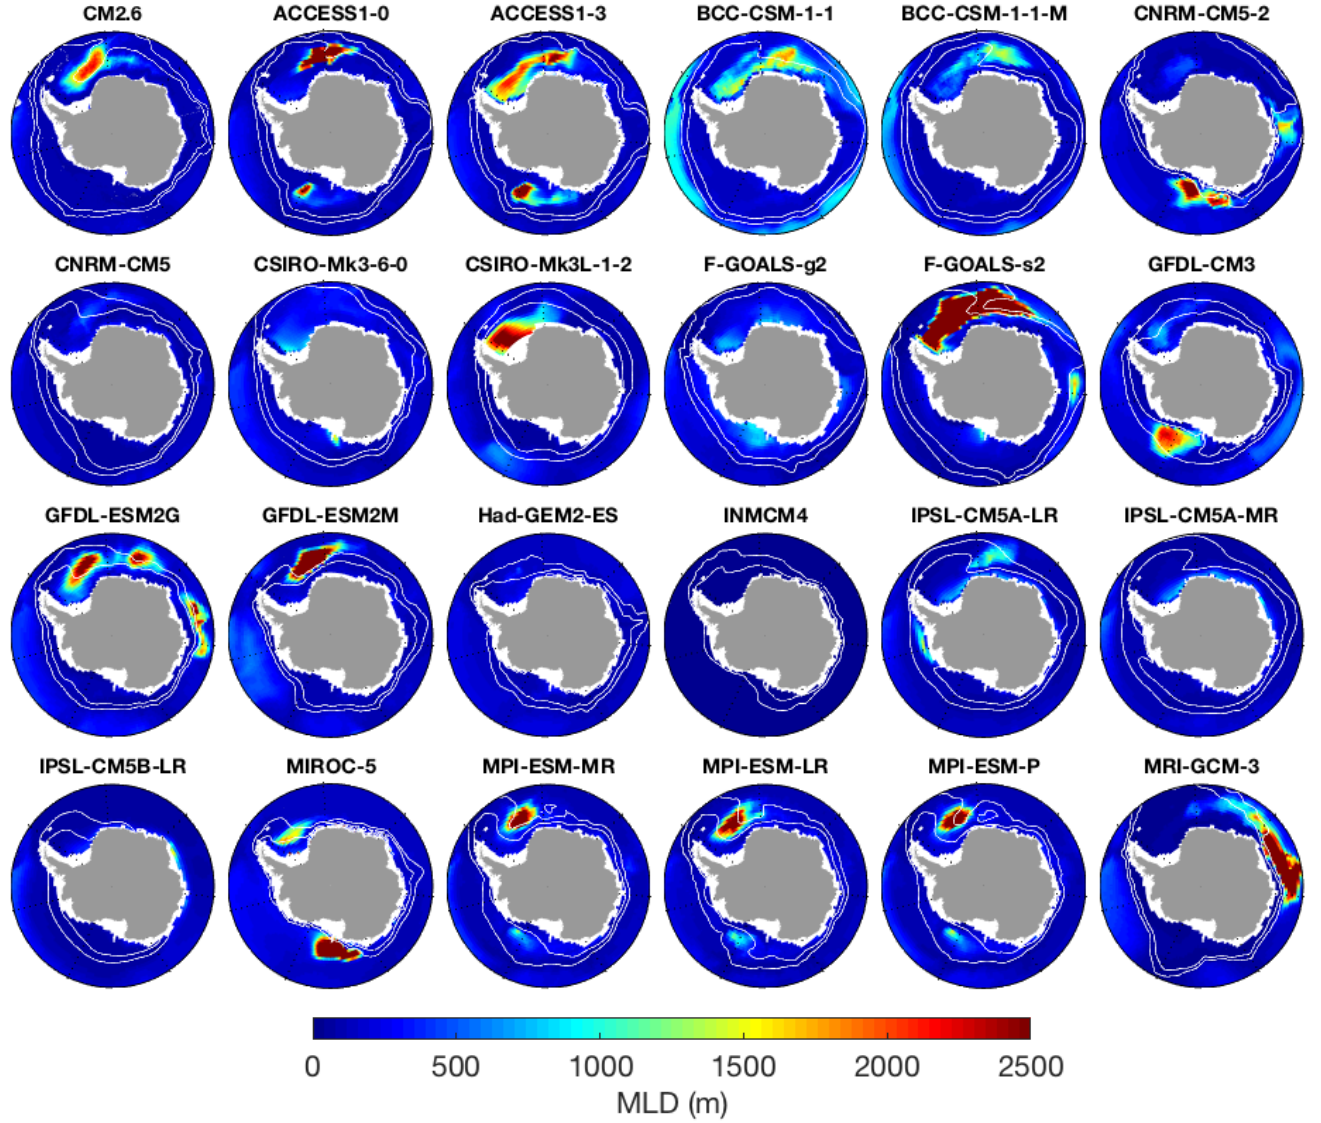 CM2.6 ACCESS1-0 ACCESS1-3 BCC-CSM-1-1 BCC-CSM-1-1-M CNRM-CM5-2
CNRM-CM5 CSIRO-Mk3-6-0 CSIRO-Mk3L-1-2 F-GOALS-g2 F-GOALS-s2 GFDL-CM3
GFDL-ESM2G GFDL-ESM2M Had-GEM2-ES INMCM4 IPSL-CM5A-LR IPSL-CM5A-MR
IPSL-CM5B-LR MIROC-5 MPI-ESM-MR MPI-ESM-LR MPI-ESM-P MRI-GCM-3
0 500 1000 1500 2000 2500
MLD (m)